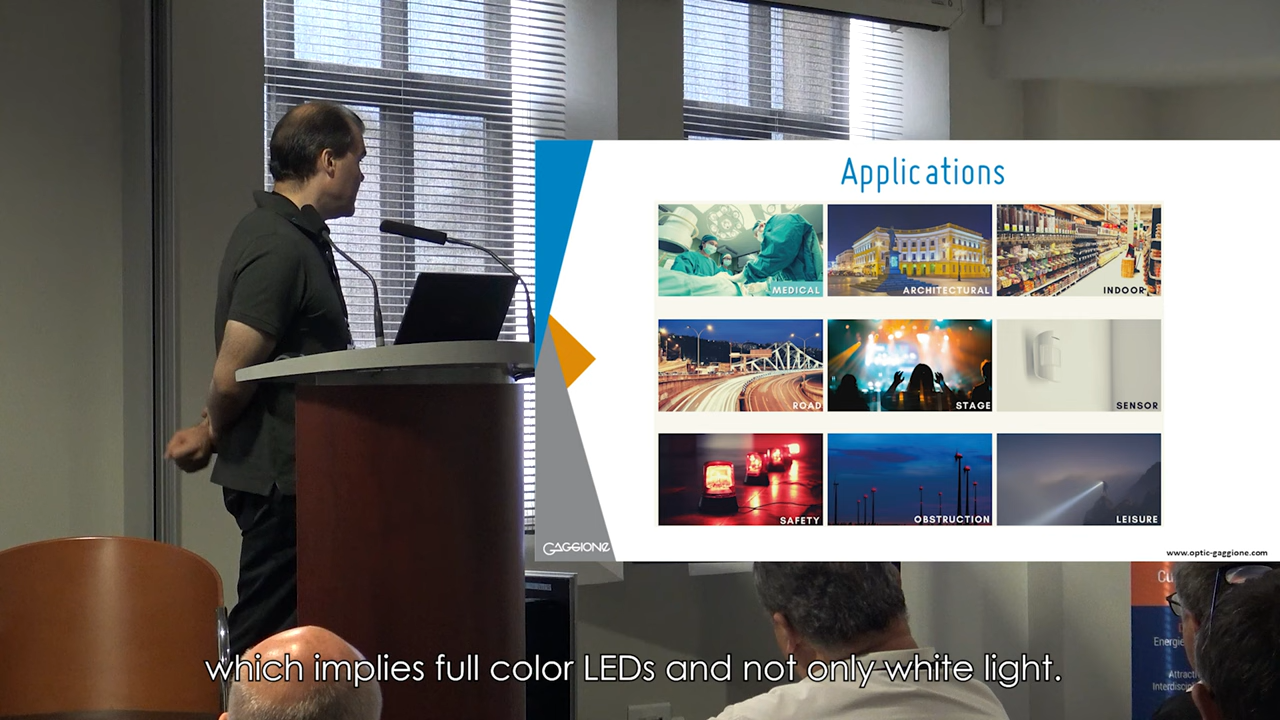 Applications
MEDICAL
ARCHITECTURAL
INDOOR
ROAD
STAGE
SENSOR
SAFETY
OBSTRUCTION
LEISURE
GAGGIONE
www.optic-gaggione.com
Energie
Interdisci
which implies full color LEDs and not only white light.